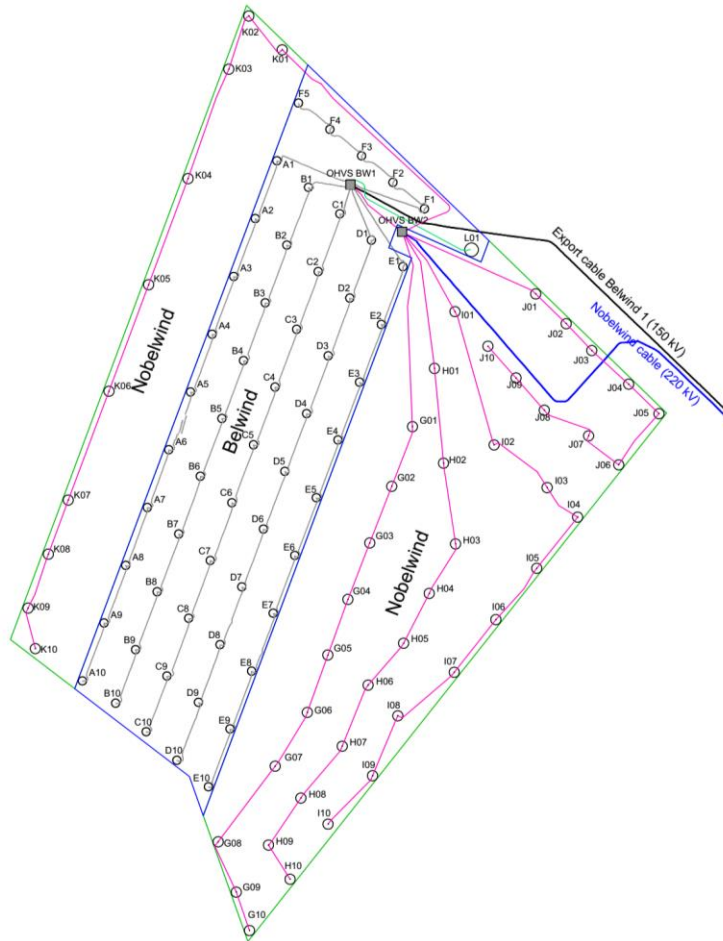 K02
K01
K03
F5
F4
F3
F2
F1
K04
A1
B1
OHVS BW1
C1
OHVS BW2
L01
A2
B2
D1
E1
Export cable Belwind 1 (150 kV)
Nobelwind cable (220 kV)
K05
A3
C2
B3
D2
J01
I01
E2
J02
A4
C3
J03
B4
D3
J10
Nobelwind
K06
A5
C4
E3
H01
J09
J04
B5
Belwind
D4
J08
J05
A6
C5
E4
G01
J07
I02
B6
D5
H02
J06
K07
A7
C6
E5
G02
I03
B7
D6
I04
K08
A8
C7
E6
G03
H03
Nobelwind
I05
B8
D7
H04
K09
A9
C8
E7
G04
I06
K10
B9
D8
G05
H05
A10
C9
E8
H06
I07
B10
D9
G06
I08
C10
E9
H07
D10
G07
I09
E10
H08
I10
G08
H09
H10
G09
G10